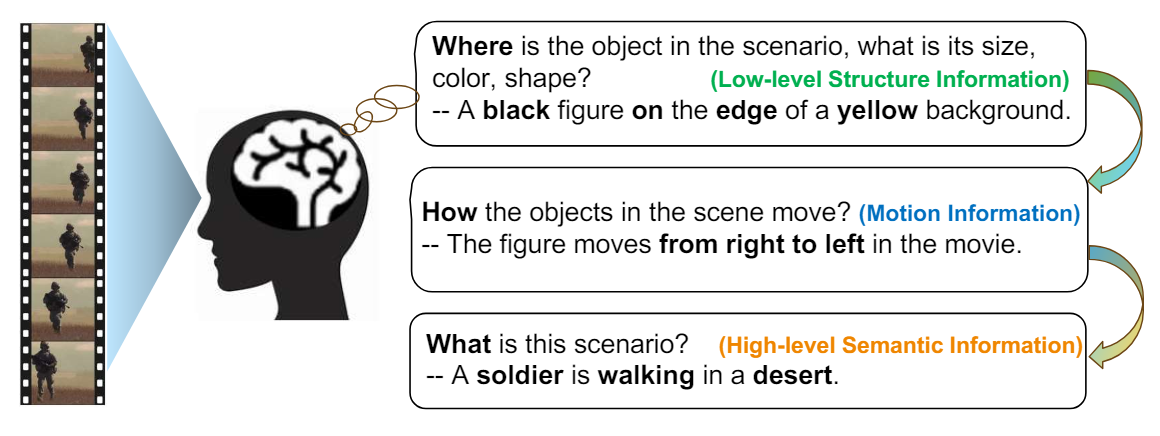 Where is the object in the scenario, what is its size,
color, shape? (Low-level Structure Information)
-- A black figure on the edge of a yellow background.
How the objects in the scene move? (Motion Information)
-- The figure moves from right to left in the movie.
What is this scenario? (High-level Semantic Information)
-- A soldier is walking in a desert.